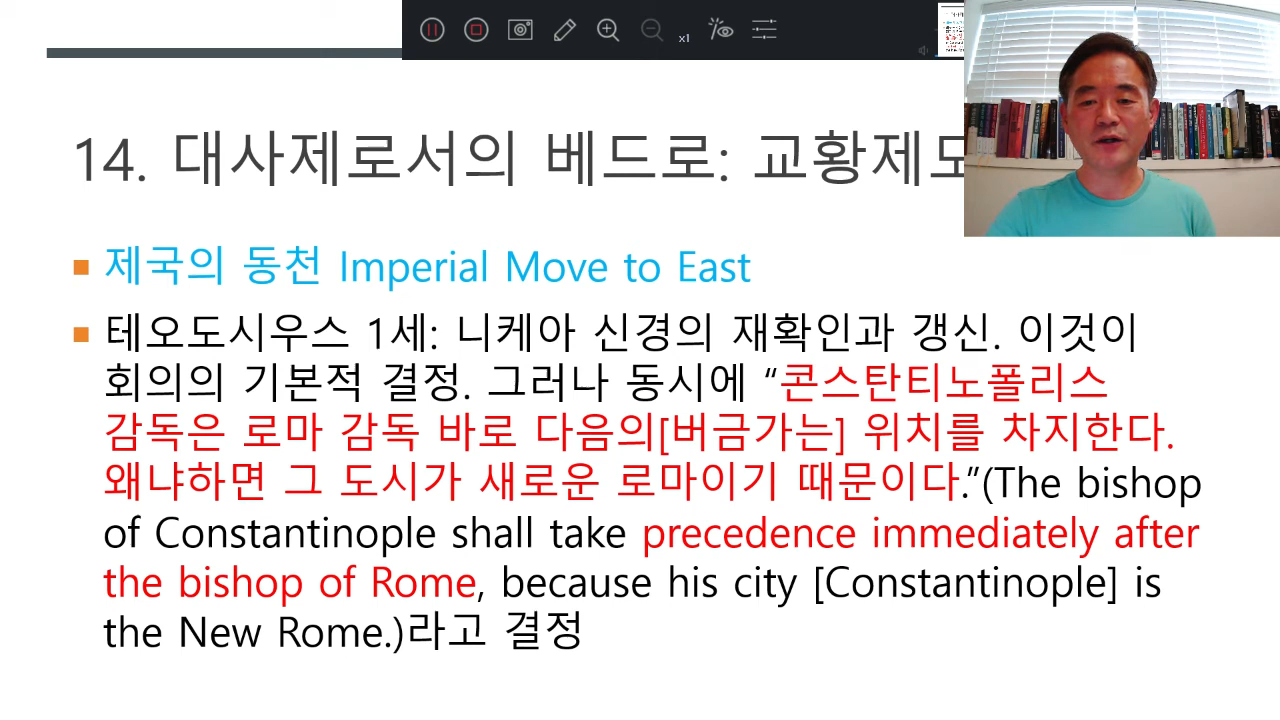 x1
14. 대사제로서의 베드로: 교황제도
제국의 동천 Imperial Move to East
테오도시우스 1세: 니케아 신경의 재확인과 갱신. 이것이
회의의 기본적 결정. 그러나 동시에 “콘스탄티노폴리스
감독은 로마 감독 바로 다음의[버금가는] 위치를 차지한다.
왜냐하면 그 도시가 새로운 로마이기 때문이다.”(The bishop
of Constantinople shall take precedence immediately after
the bishop of Rome, because his city [Constantinople] is
the New Rome.)라고 결정